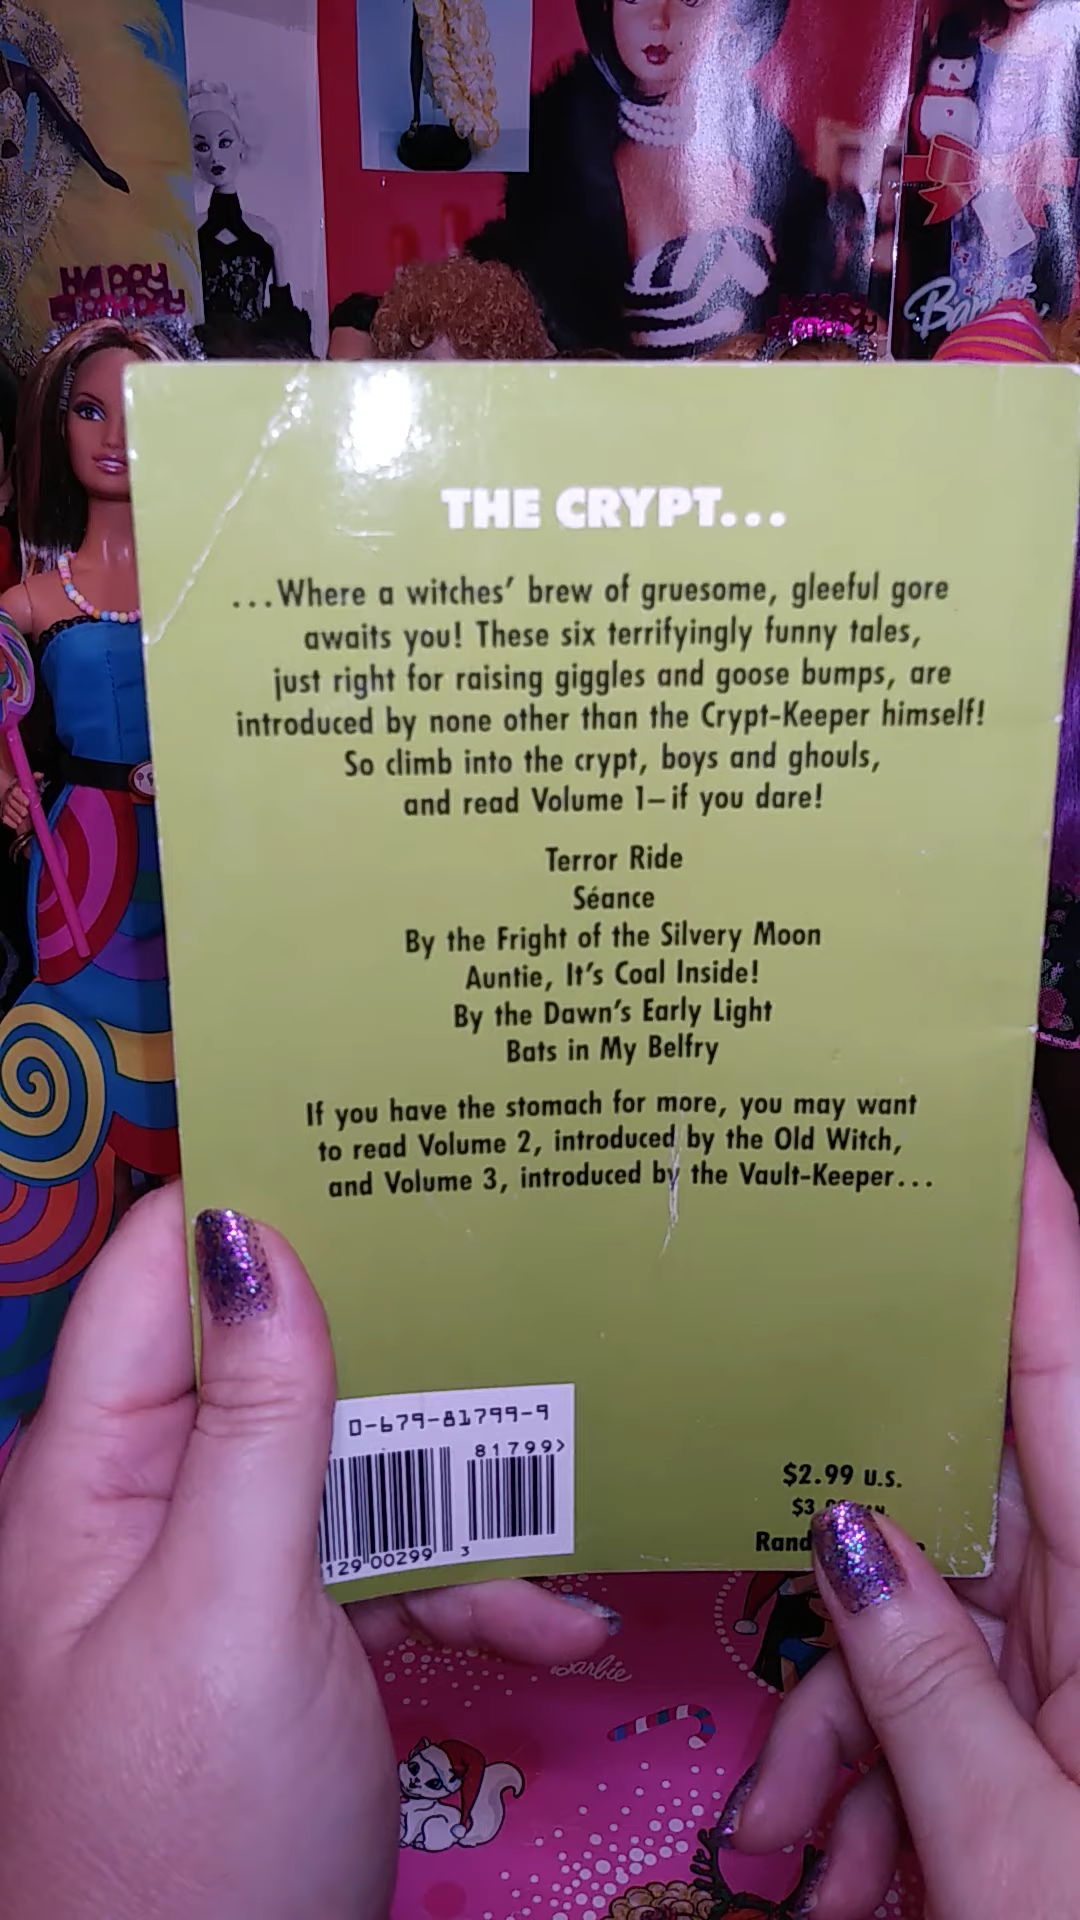 HAPPY
BIRTHDAY
Barbie
THE CRYPT...
...Where a witches' brew of gruesome, gleeful gore
awaits you! These six terrifyingly funny tales,
just right for raising giggles and goose bumps, are
introduced by none other than the Crypt-Keeper himself!
So climb into the crypt, boys and ghouls,
and read Volume 1–if you dare!
Terror Ride
Séance
By the Fright of the Silvery Moon
Auntie, It's Coal Inside!
By the Dawn's Early Light
Bats in My Belfry
If you have the stomach for more, you may want
to read Volume 2, introduced by the Old Witch,
and Volume 3, introduced by the Vault-Keeper...
0-679-81799-9
81799>
129 00299 3
$2.99 U.S.
$3
Rand
Barbie